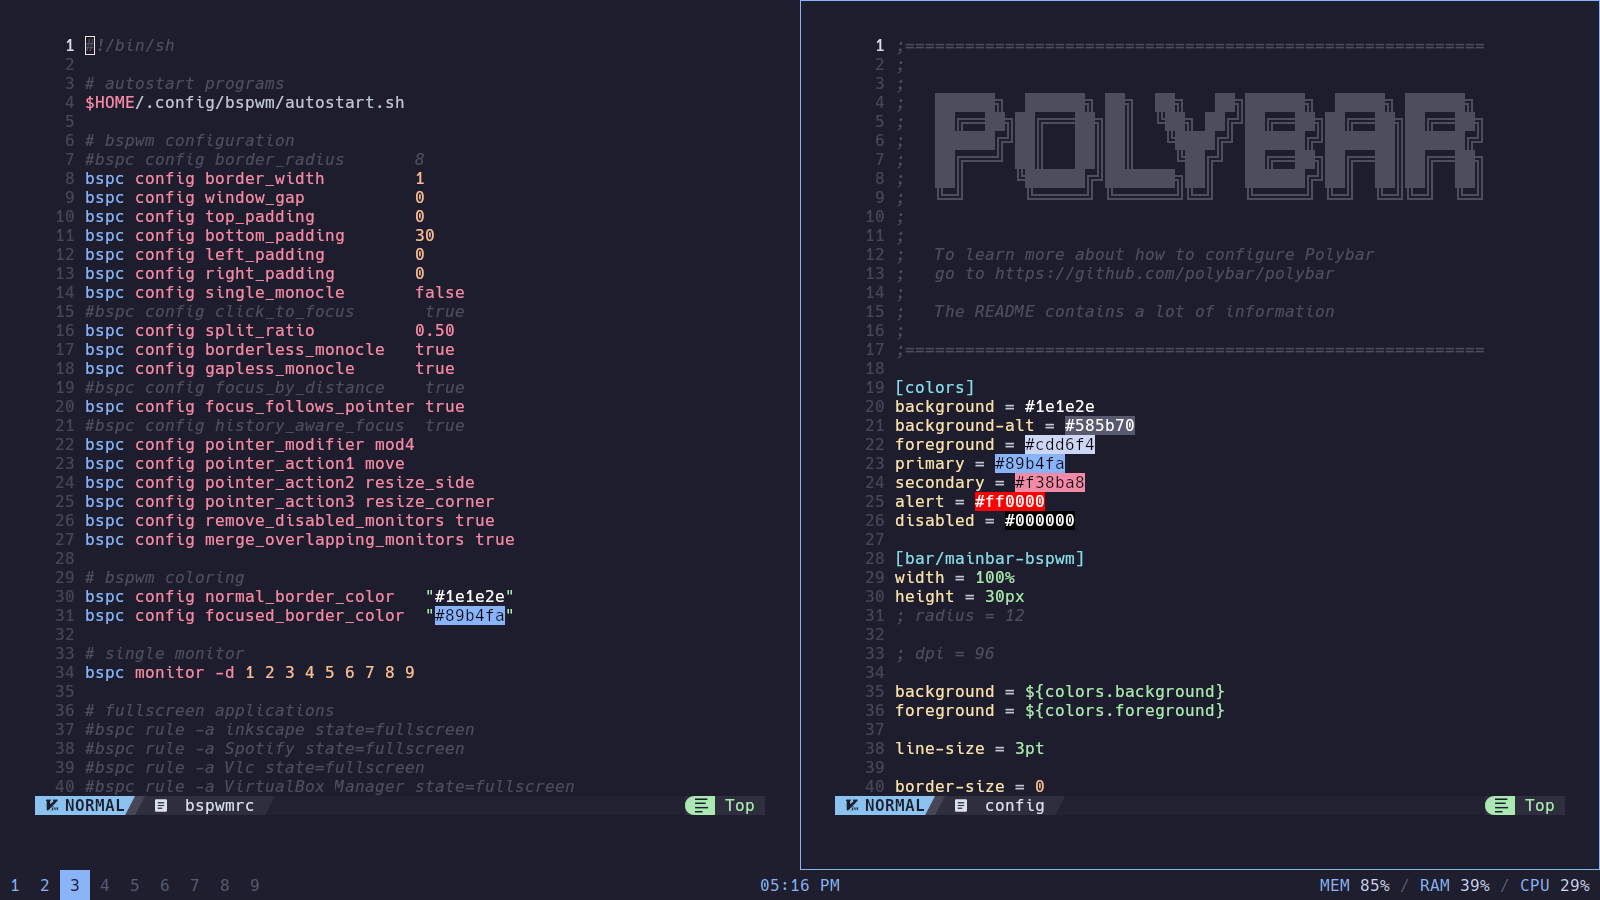 1 #!/bin/sh
2
3 # autostart programs
4 $HOME/.config/bspwm/autostart.sh
5
6 # bspwm configuration
7 #bspc config border_radius       8
8 bspc config border_width         1
9 bspc config window_gap           0
10 bspc config top_padding          0
11 bspc config bottom_padding       30
12 bspc config left_padding         0
13 bspc config right_padding        0
14 bspc config single_monocle       false
15 #bspc config click_to_focus       true
16 bspc config split_ratio          0.50
17 bspc config borderless_monocle   true
18 bspc config gapless_monocle      true
19 #bspc config focus_by_distance    true
20 bspc config focus_follows_pointer true
21 #bspc config history_aware_focus  true
22 bspc config pointer_modifier mod4
23 bspc config pointer_action1 move
24 bspc config pointer_action2 resize_side
25 bspc config pointer_action3 resize_corner
26 bspc config remove_disabled_monitors true
27 bspc config merge_overlapping_monitors true
28
29 # bspwm coloring
30 bspc config normal_border_color   "#1e1e2e"
31 bspc config focused_border_color  "#89b4fa"
32
33 # single monitor
34 bspc monitor -d 1 2 3 4 5 6 7 8 9
35
36 # fullscreen applications
37 #bspc rule -a inkscape state=fullscreen
38 #bspc rule -a Spotify state=fullscreen
39 #bspc rule -a Vlc state=fullscreen
40 #bspc rule -a VirtualBox Manager state=fullscreen
NORMAL bspwmrc Top
1 ;==========================================================
2 ;
3 ;
4 ;
5 ;
6 ; POLYBAR
7 ;
8 ;
9 ;
10 ;
11 ;
12 ;   To learn more about how to configure Polybar
13 ;   go to https://github.com/polybar/polybar
14 ;
15 ;   The README contains a lot of information
16 ;
17 ;==========================================================
18
19 [colors]
20 background = #1e1e2e
21 background-alt = #585b70
22 foreground = #cdd6f4
23 primary = #89b4fa
24 secondary = #f38ba8
25 alert = #ff0000
26 disabled = #000000
27
28 [bar/mainbar-bspwm]
29 width = 100%
30 height = 30px
31 ; radius = 12
32
33 ; dpi = 96
34
35 background = ${colors.background}
36 foreground = ${colors.foreground}
37
38 line-size = 3pt
39
40 border-size = 0
NORMAL config Top
1 2 3 4 5 6 7 8 9 05:16 PM MEM 85% / RAM 39% / CPU 29%